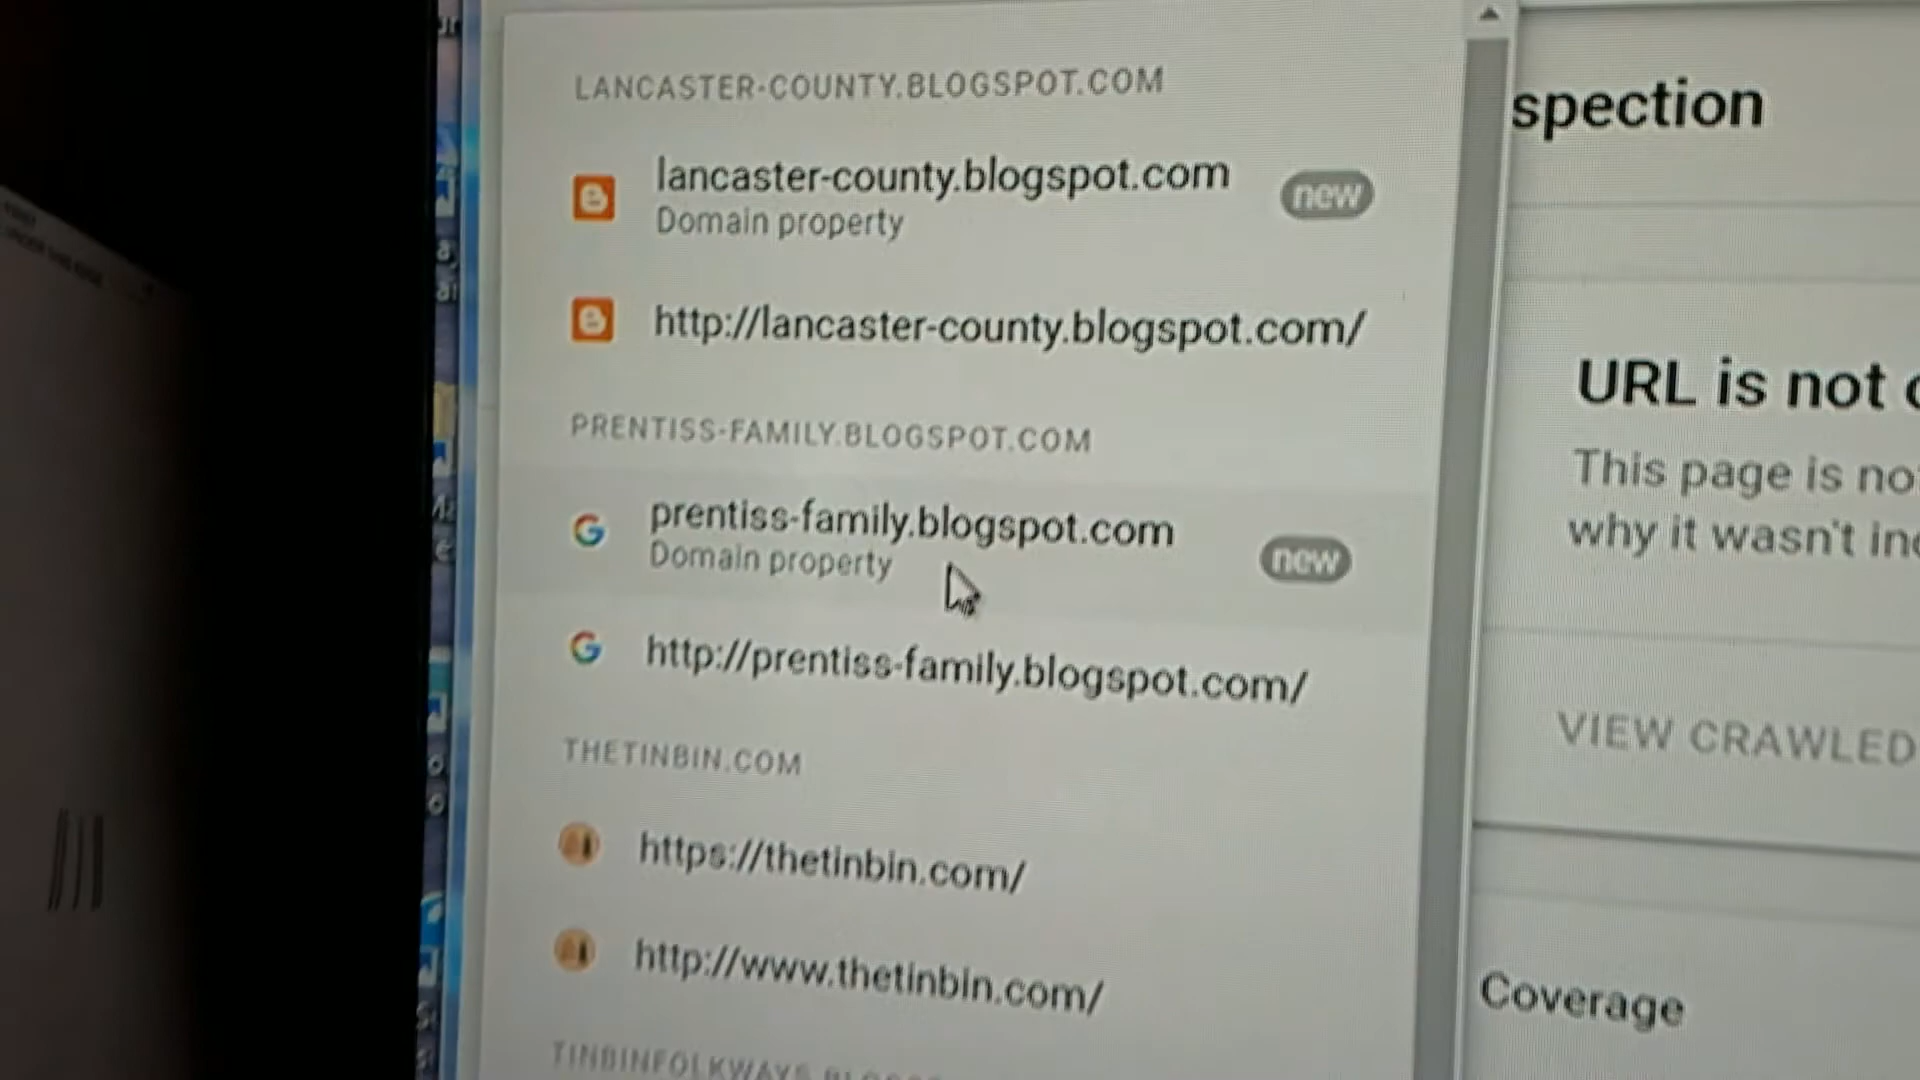 LANCASTER-COUNTY.BLOGSPOT.COM
lancaster-county.blogspot.com
new
Domain property
http://lancaster-county.blogspot.com/
PRENTISS-FAMILY.BLOGSPOT.COM
prentiss-family.blogspot.com
new
Domain property
http://prentiss-family.blogspot.com/
THETINBIN.COM
https://thetinbin.com/
http://www.thetinbin.com/
spection
URL is not
This page is no
why it wasn't in
VIEW CRAWLED
Coverage